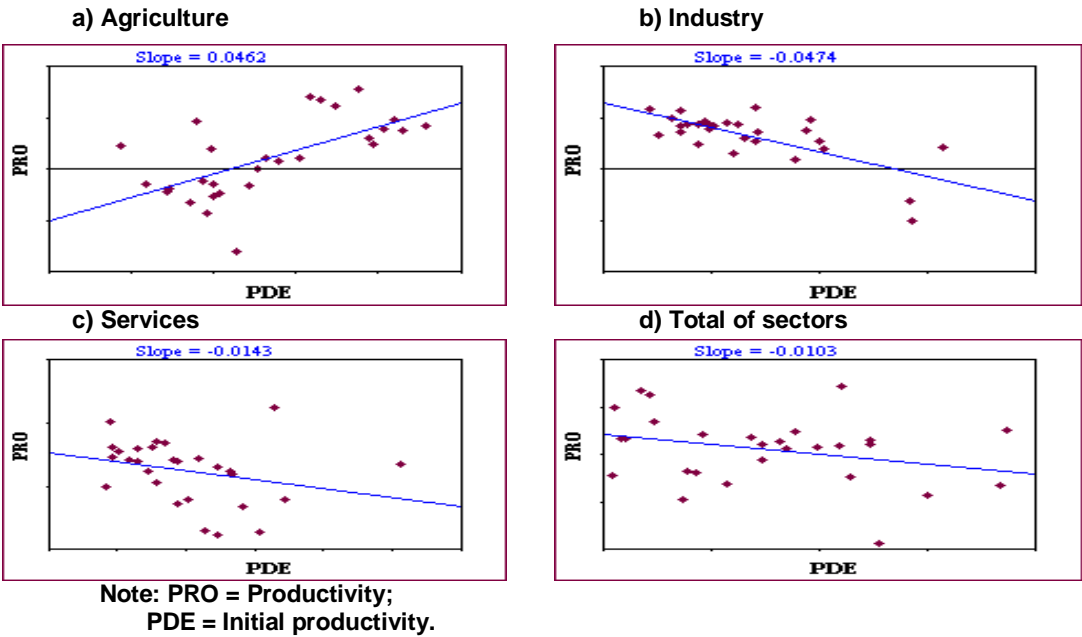 a) Agriculture
Slope = 0.0462
PRO
PDE
b) Industry
Slope = -0.0474
PRO
PDE
c) Services
Slope = -0.0143
PRO
PDE
d) Total of sectors
Slope = -0.0103
PRO
PDE
Note: PRO = Productivity;
PDE = Initial productivity.